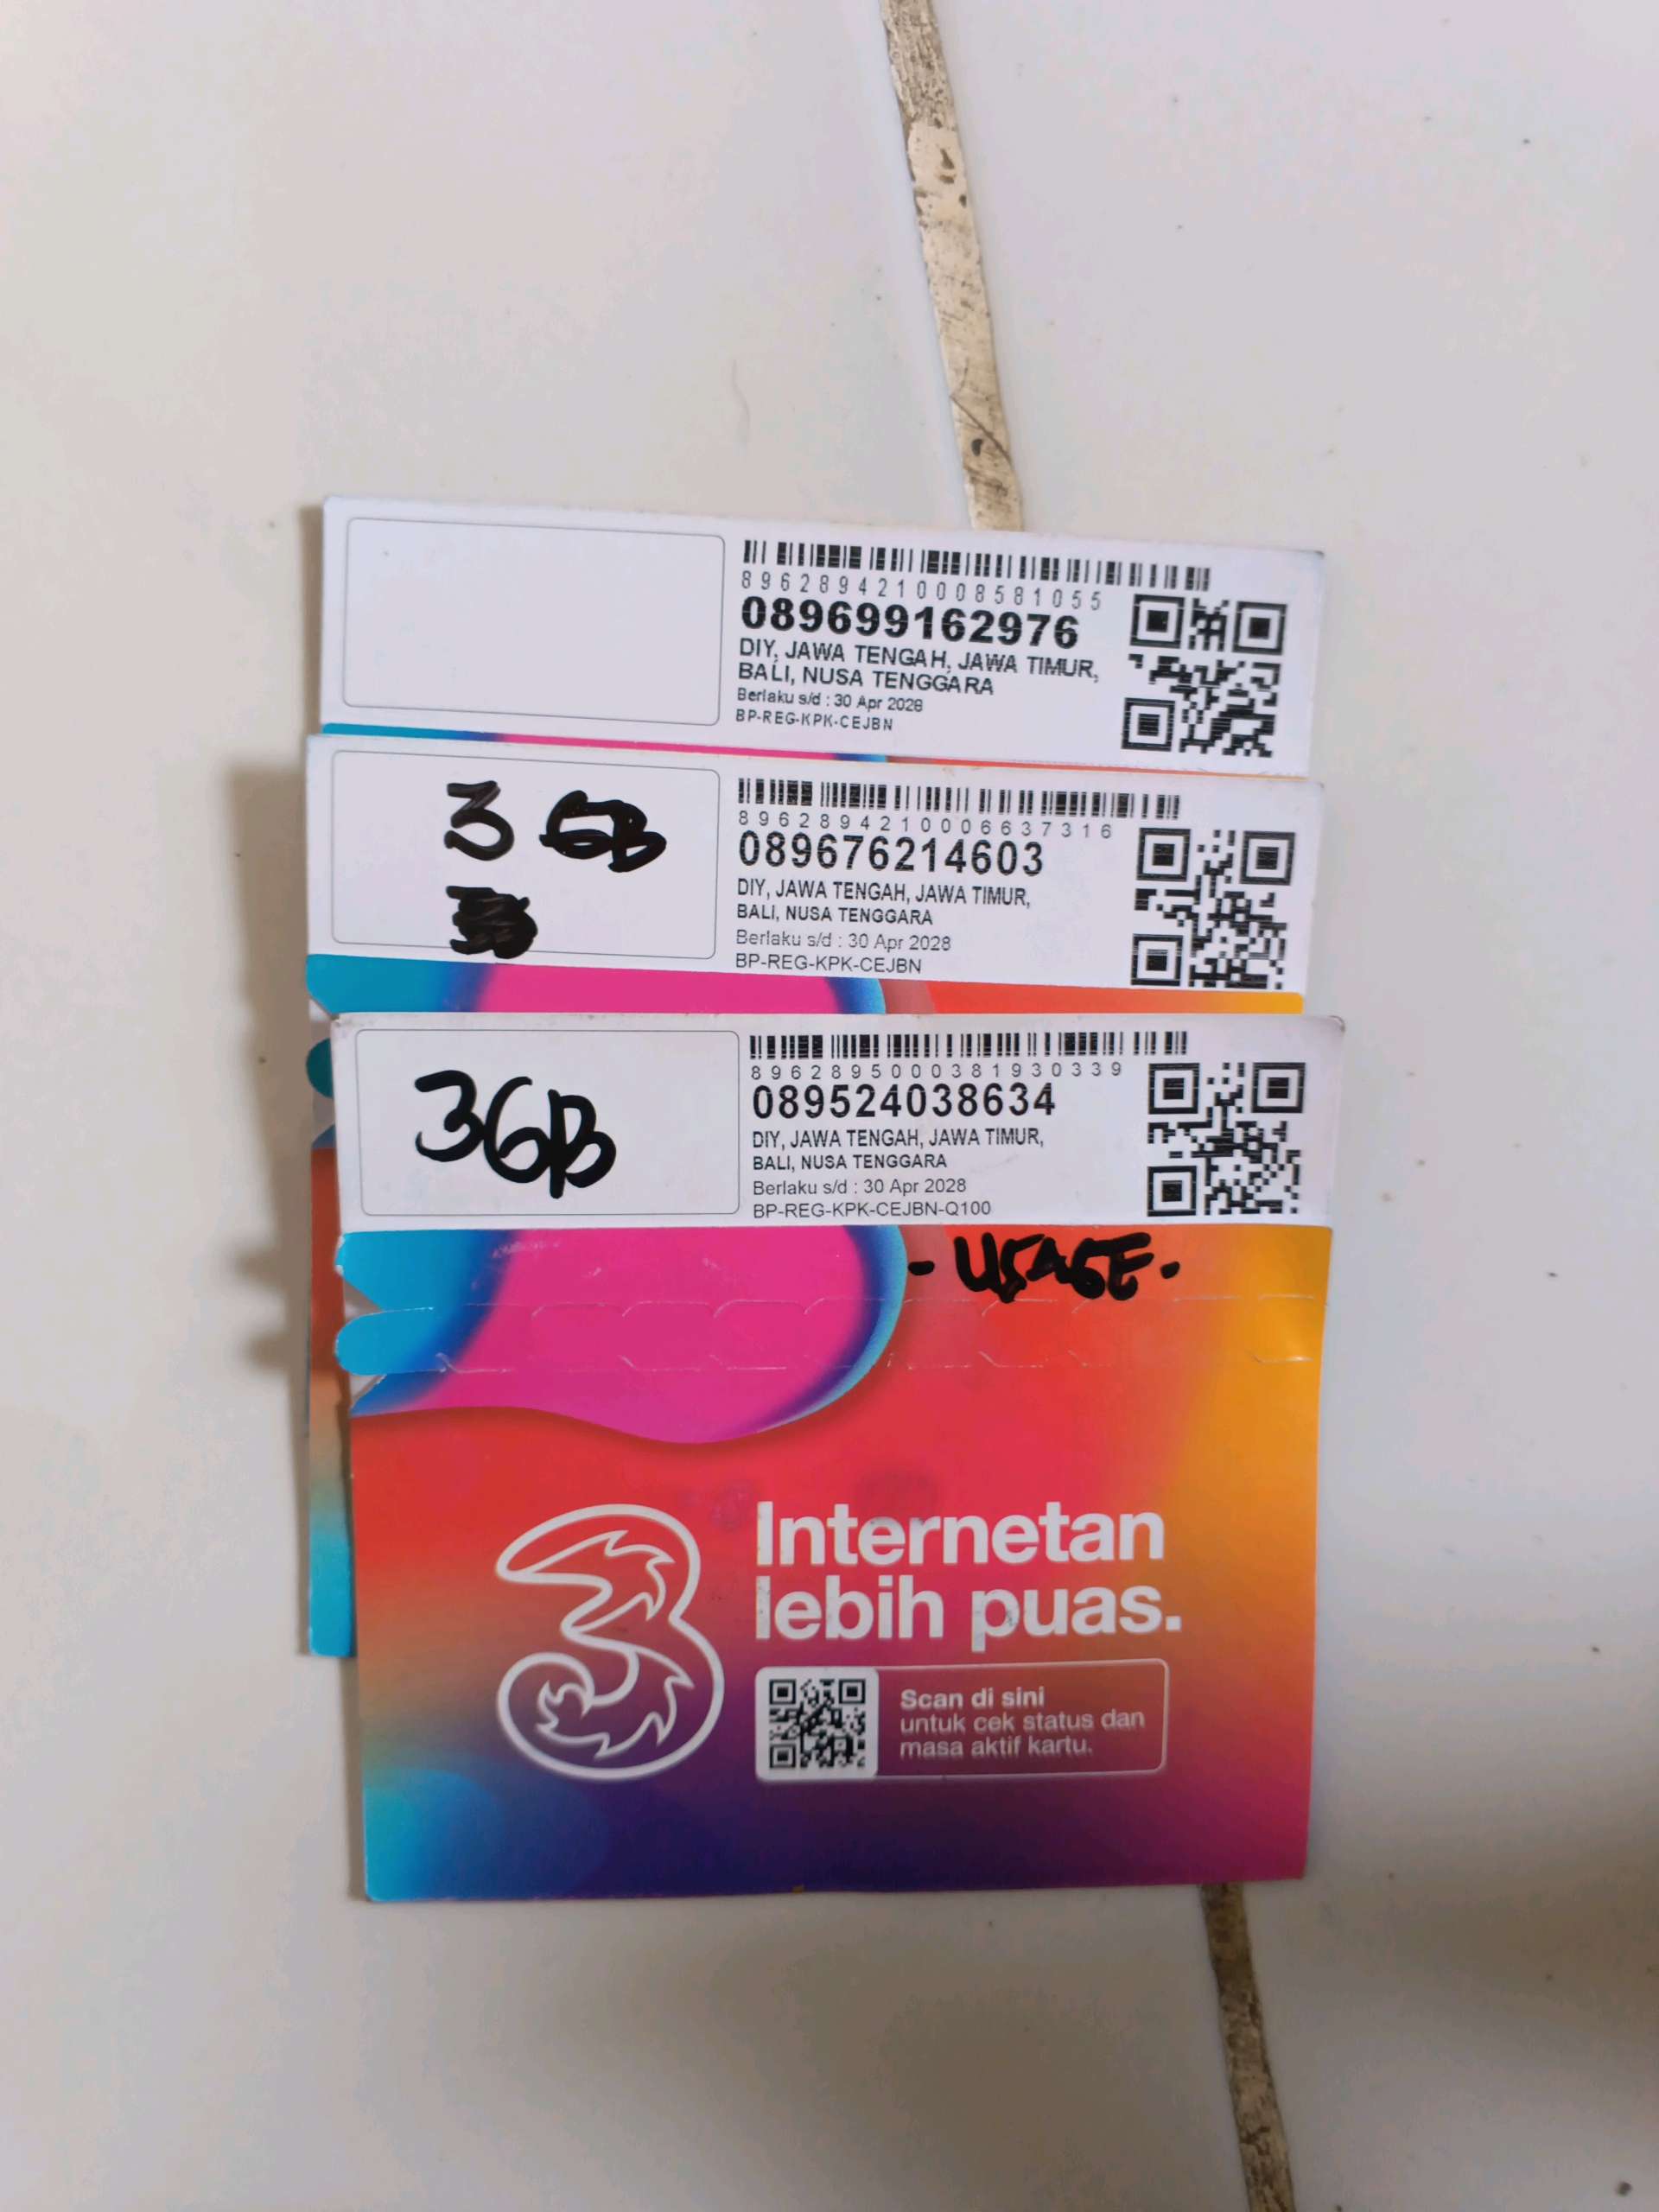 8962894210008581055
089699162976
DIY, JAWA TENGAH, JAWA TIMUR,
BALI, NUSA TENGGARA
Berlaku s/d : 30 Apr 2028
BP-REG-KPK-CEJBN
3 GB
8962894210006637316
089676214603
DIY, JAWA TENGAH, JAWA TIMUR,
BALI, NUSA TENGGARA
Berlaku s/d : 30 Apr 2028
BP-REG-KPK-CEJBN
3GB
8962895000381930339
089524038634
DIY, JAWA TENGAH, JAWA TIMUR,
BALI, NUSA TENGGARA
Berlaku s/d : 30 Apr 2028
BP-REG-KPK-CEJBN-Q100
- USAGE -
3
Internetan
lebih puas.
Scan di sini
untuk cek status dan
masa aktif kartu.